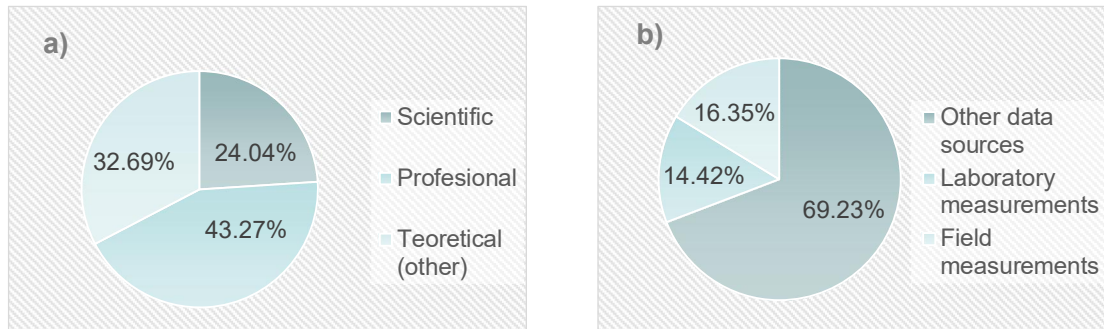 a)
Scientific
24.04%
32.69%
Profesional
43.27%
Teoretical
(other)
b)
16.35%
14.42%
69.23%
Other data
sources
Laboratory
measurements
Field
measurements